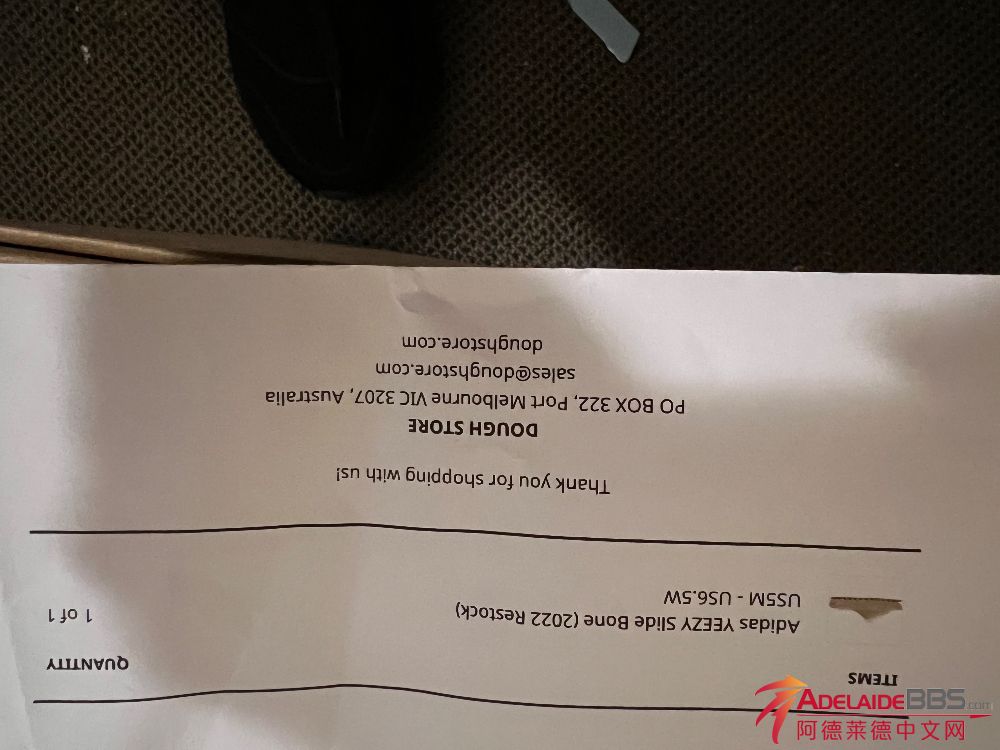 ITEMS QUANTITY
Adidas YEEZY Slide Bone (2022 Restock) 1 of 1
US5M - US6.5W
Thank you for shopping with us!
DOUGH STORE
PO BOX 322, Port Melbourne VIC 3207, Australia
sales@doughstore.com
doughstore.com
ADELAIDEBBS.com
阿德莱德中文网